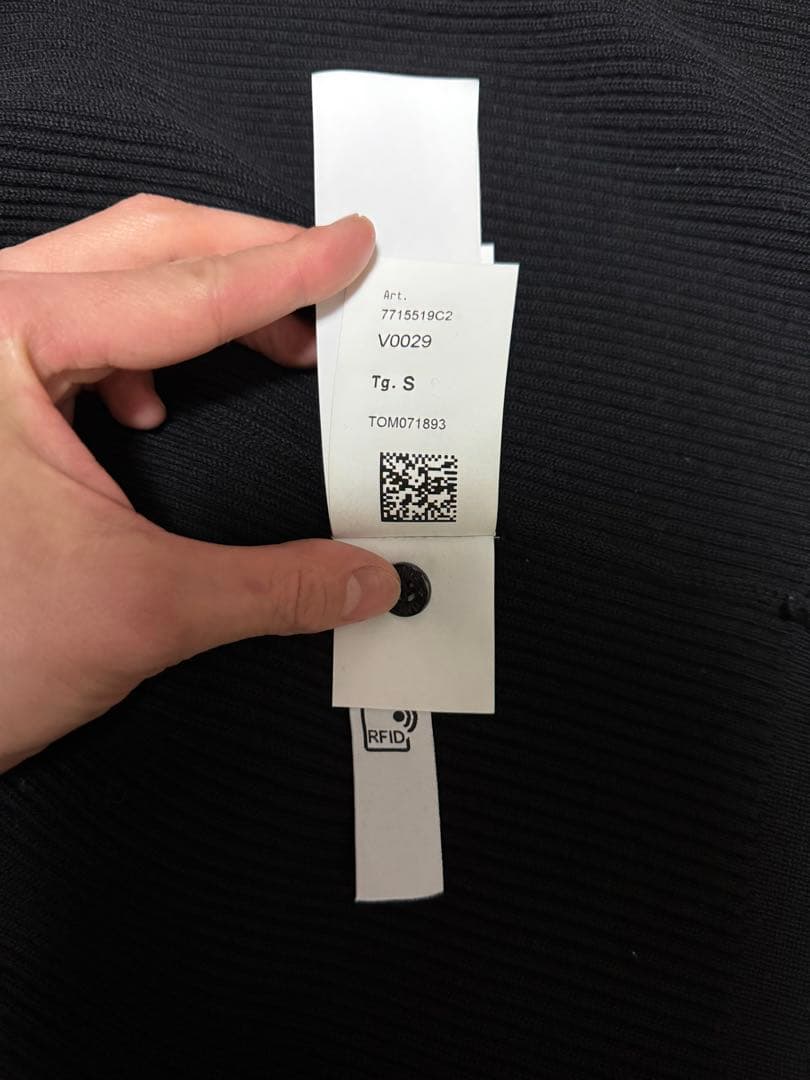 Art.
7715519C2
V0029
Tg. S
TOM071893
RFID